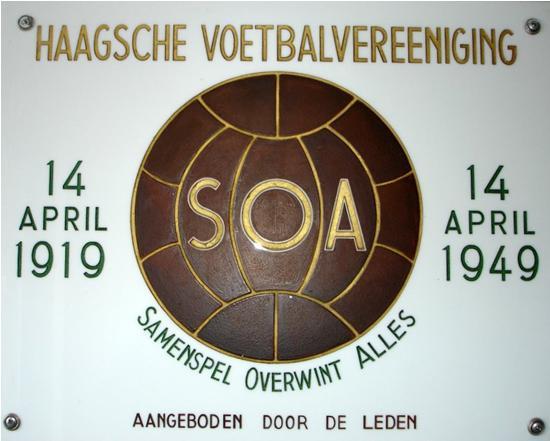 HAAGSCHE VOETBALVEREENIGING
14 APRIL 1919
SOA
14 APRIL 1949
SAMENSPEL OVERWINT ALLES
AANGEBODEN DOOR DE LEDEN